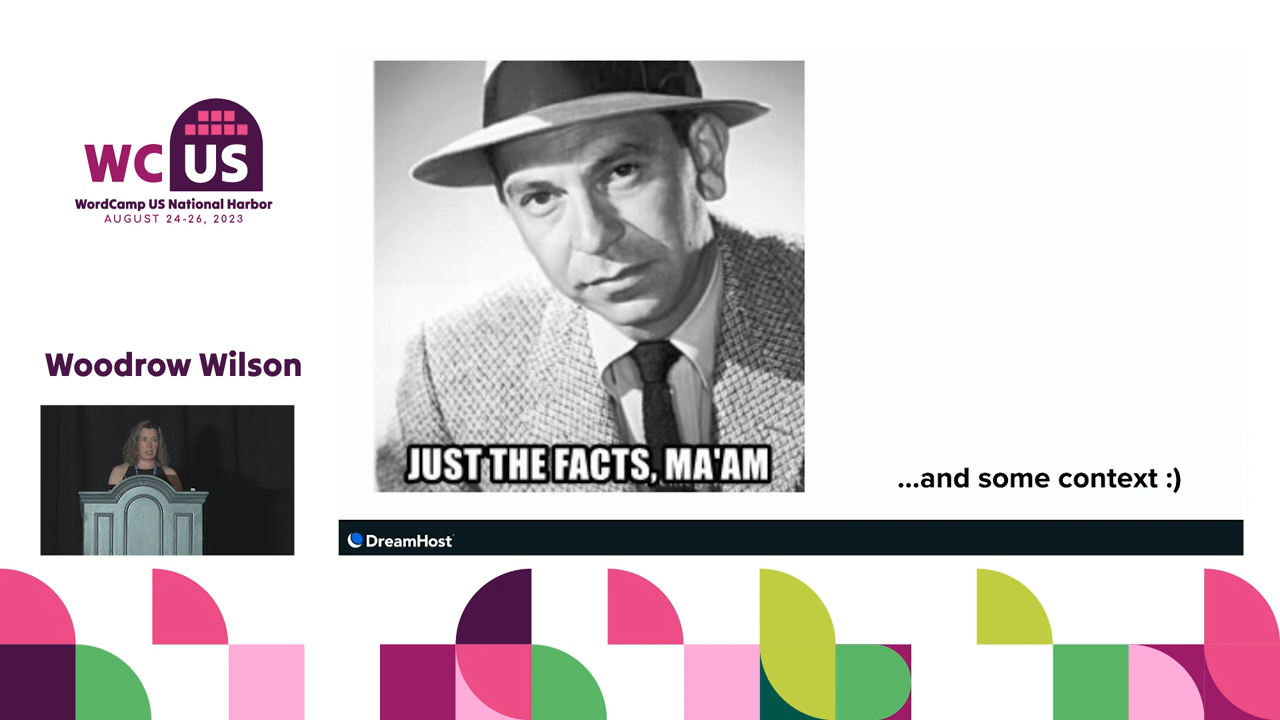 WC US
WordCamp US National Harbor
AUGUST 24-26, 2023
Woodrow Wilson
JUST THE FACTS, MA'AM
...and some context :)
DreamHost